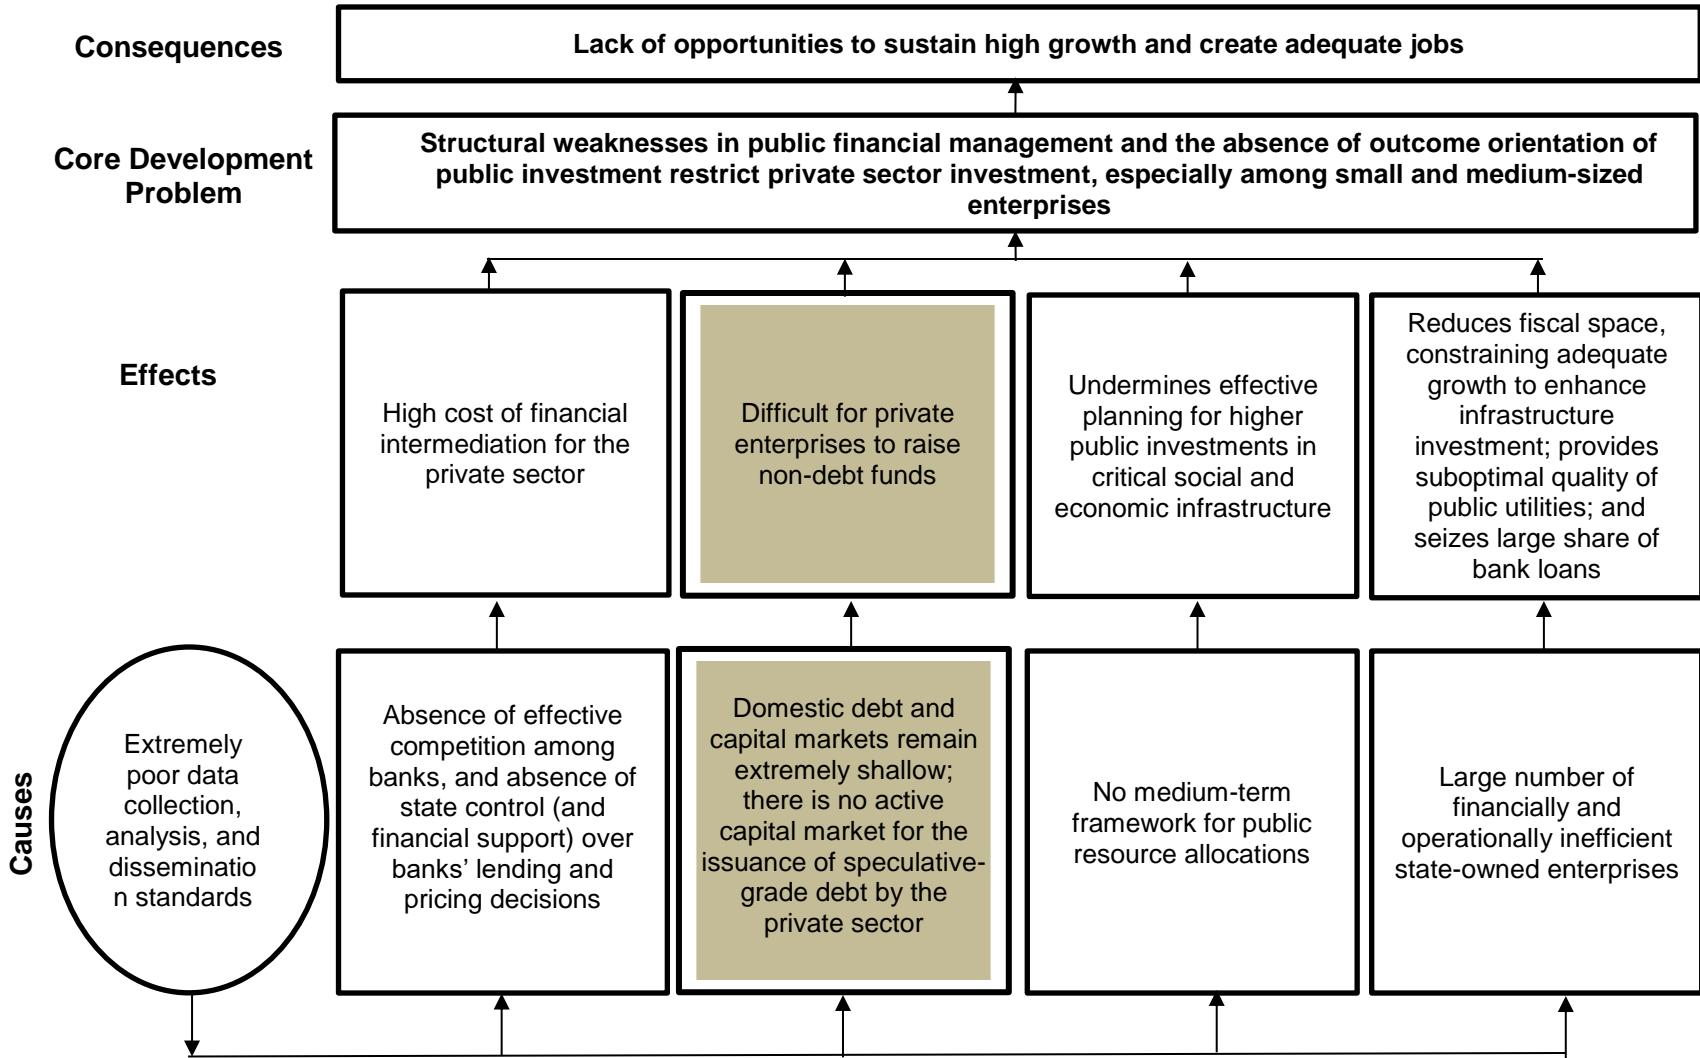 Consequences
Lack of opportunities to sustain high growth and create adequate jobs
Core Development
Problem
Structural weaknesses in public financial management and the absence of outcome orientation of
public investment restrict private sector investment, especially among small and medium-sized
enterprises
Effects
High cost of financial
intermediation for the
private sector
Difficult for private
enterprises to raise
non-debt funds
Undermines effective
planning for higher
public investments in
critical social and
economic infrastructure
Reduces fiscal space,
constraining adequate
growth to enhance
infrastructure
investment; provides
suboptimal quality of
public utilities; and
seizes large share of
bank loans
Causes
Extremely
poor data
collection,
analysis, and
disseminatio
n standards
Absence of effective
competition among
banks, and absence of
state control (and
financial support) over
banks’ lending and
pricing decisions
Domestic debt and
capital markets remain
extremely shallow;
there is no active
capital market for the
issuance of speculative-
grade debt by the
private sector
No medium-term
framework for public
resource allocations
Large number of
financially and
operationally inefficient
state-owned enterprises